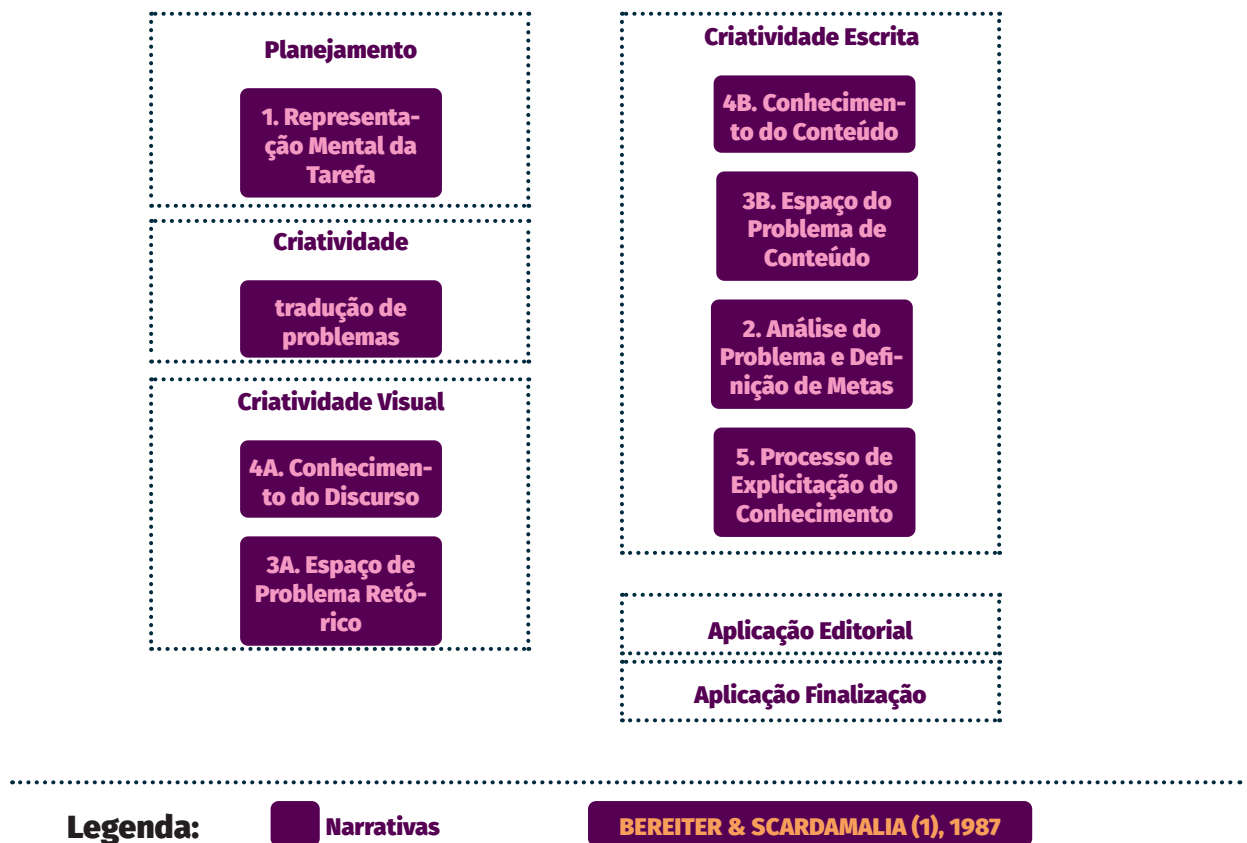 Planejamento
1. Representa-
ção Mental da
Tarefa
Criatividade
tradução de
problemas
Criatividade Visual
4A. Conhecimen-
to do Discurso
3A. Espaço de
Problema Retó-
rico
Criatividade Escrita
4B. Conhecimen-
to do Conteúdo
3B. Espaço do
Problema de
Conteúdo
2. Análise do
Problema e Defi-
nição de Metas
5. Processo de
Explicitação do
Conhecimento
Aplicação Editorial
Aplicação Finalização
Legenda:
Narrativas
BEREITER & SCARDAMALIA (1), 1987